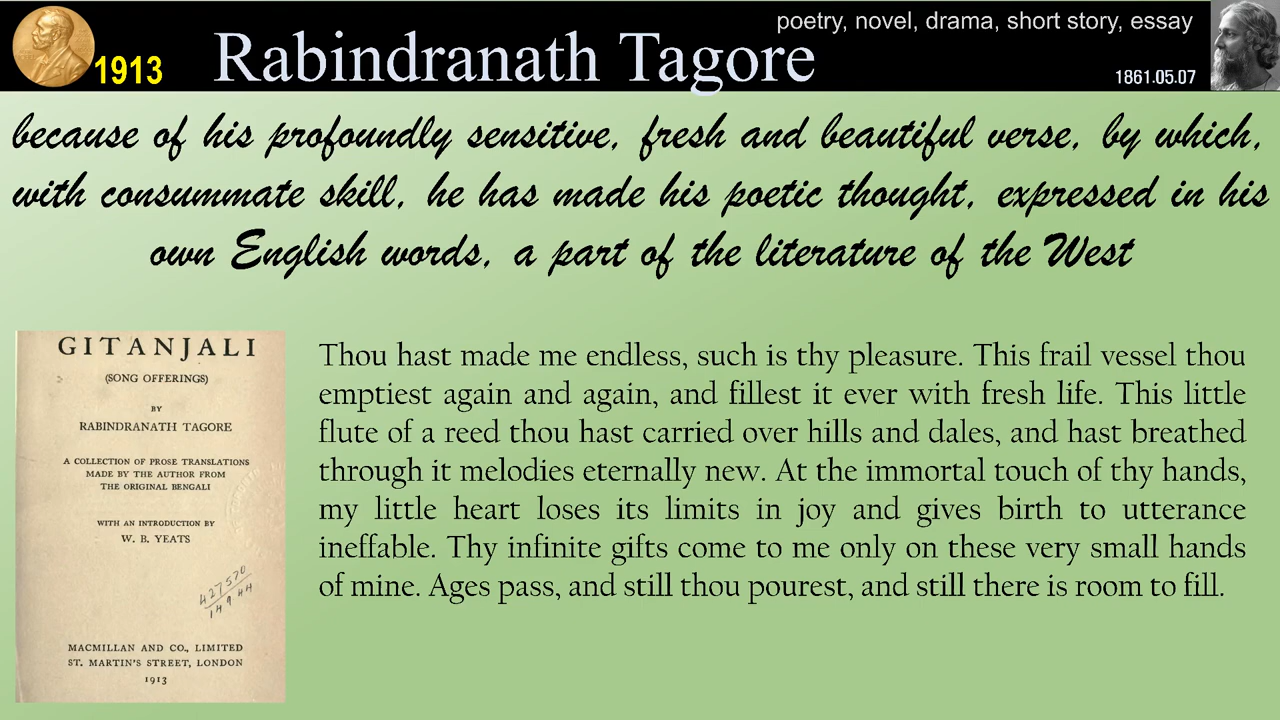 poetry, novel, drama, short story, essay
1913
Rabindranath Tagore
1861.05.07
because of his profoundly sensitive, fresh and beautiful verse, by which,
with consummate skill, he has made his poetic thought, expressed in his
own English words, a part of the literature of the West
GITANJALI
(SONG OFFERINGS)
BY
RABINDRANATH TAGORE
A COLLECTION OF PROSE TRANSLATIONS
MADE BY THE AUTHOR FROM
THE ORIGINAL BENGALI
WITH AN INTRODUCTION BY
W. B. YEATS
427570
149.44
MACMILLAN AND CO., LIMITED
ST. MARTIN'S STREET, LONDON
1913
Thou hast made me endless, such is thy pleasure. This frail vessel thou
emptiest again and again, and fillest it ever with fresh life. This little
flute of a reed thou hast carried over hills and dales, and hast breathed
through it melodies eternally new. At the immortal touch of thy hands,
my little heart loses its limits in joy and gives birth to utterance
ineffable. Thy infinite gifts come to me only on these very small hands
of mine. Ages pass, and still thou pourest, and still there is room to fill.